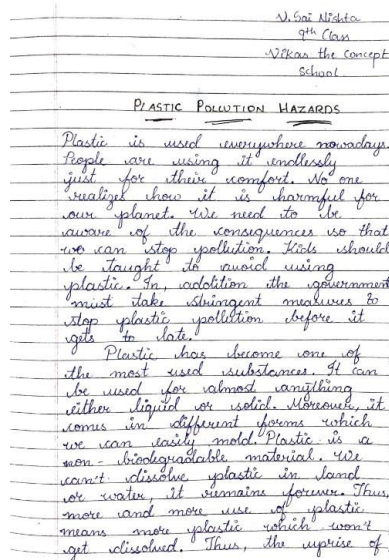 V. Sai Nishta
9th Class
Vikas the Concept
School
PLASTIC POLLUTION HAZARDS
Plastic is used everywhere nowadays.
People are using it endlessly
just for their comfort. No one
realizes how it is harmful for
our planet. We need to be
aware of the consequences so that
we can stop pollution. Kids should
be taught to avoid using
plastic. In, addition the government
must take stringent measures to
stop plastic pollution before it
gets to late.
Plastic has become one of
the most used substances. It can
be used for almost anything
either liquid or solid. Moreover, it
comes in different forms which
we can easily mold. Plastic is a
non-biodegradable material. We
can't dissolve plastic in land
or water, it remains forever. Thus,
more and more use of plastic
means more plastic which won't
get dissolved. Thus, the uprise of